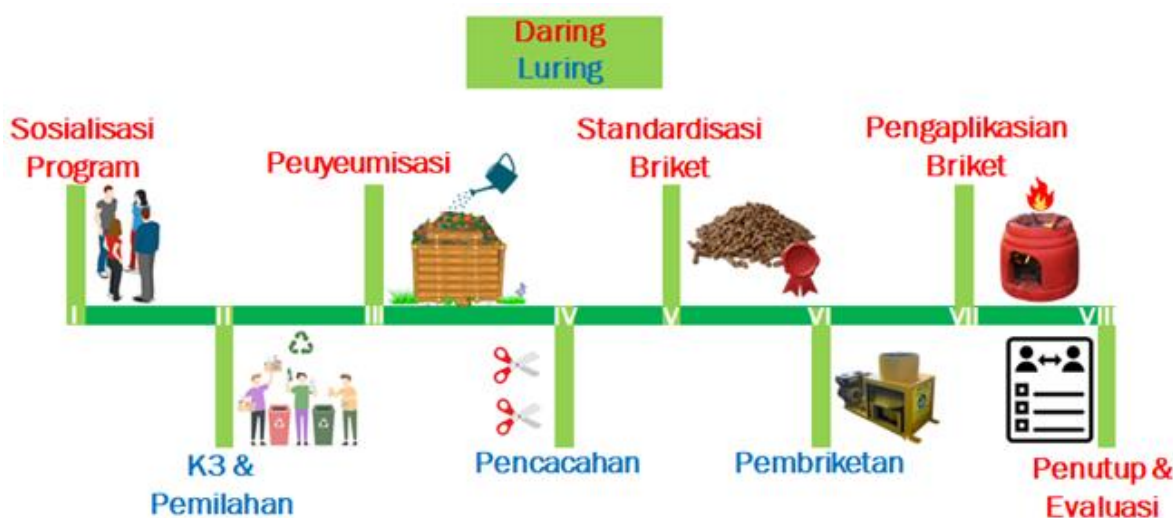 Daring
Luring
Sosialisasi
Program
Peuyeumisasi
Standardisasi
Briket
Pengaplikasian
Briket
I
II
III
IV
V
VI
VII
VIII
K3 &
Pemilahan
Pencacahan
Pembriketan
Penutup &
Evaluasi